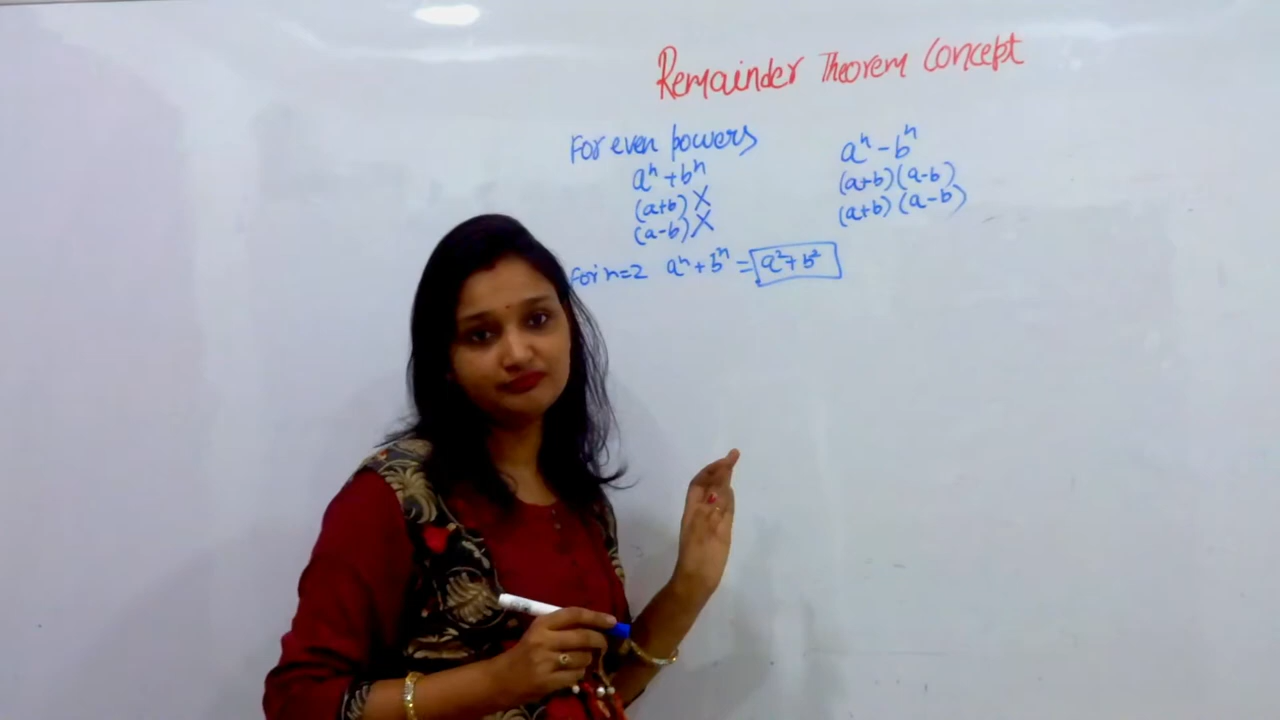 Remainder Theorem Concept
For even powers
aⁿ + bⁿ
(a+b) X
(a-b) X
aⁿ - bⁿ
(a+b) (a-b)
(a+b) (a-b)
For n=2 aⁿ + bⁿ = a² + b²